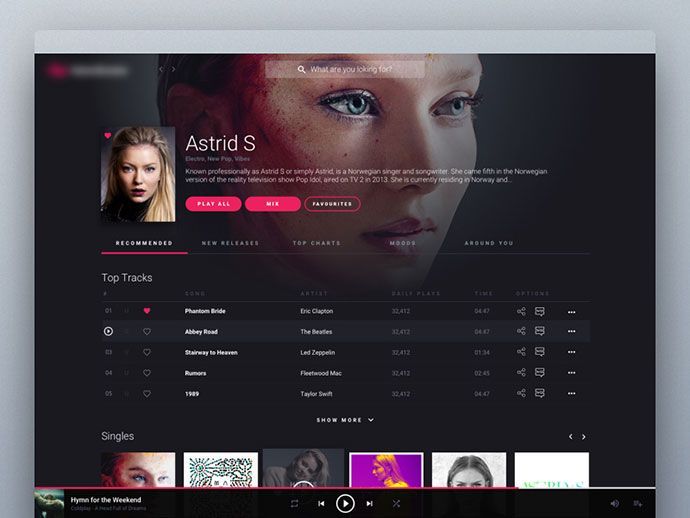 What are you loking for?
Astrid S
Electro, New Pop, Vibes
Known professionally as Astrid S or simply Astrid, is a Norwegian singer and songwriter. She came fifth in the Norwegian
version of the reality television show Pop Idol, aired on TV 2 in 2013. She is currently residing in Norway and...
PLAY ALL MIX FAVOURITES
RECOMMENDED NEW RELEASES TOP CHARTS MOODS AROUND YOU
Top Tracks
# SONG ARTIST DAILY PLAYS TIME OPTIONS
01 Phantom Bride Eric Clapton 32,412 04:47
Abbey Road The Beatles 32,412 04:47
03 Stairway to Heaven Led Zeppelin 32,412 01:34
04 Rumors Fleetwood Mac 32,412 02:45
05 1989 Taylor Swift 32,412 04:47
SHOW MORE
Singles
Hymn for the Weekend
Coldplay - A Head Full of Dreams